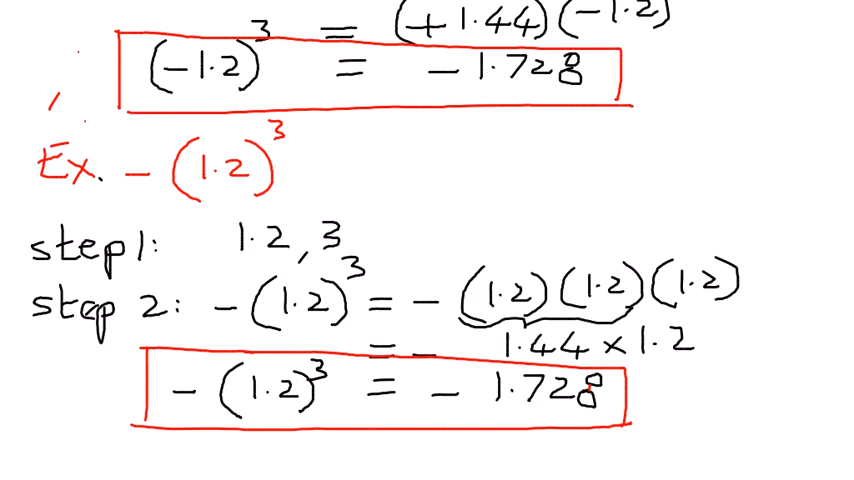 = (+1.44)(-1.2)
(-1.2)³ = - 1.728
Ex. - (1.2)³
step 1: 1.2, 3
step 2: - (1.2)³ = - (1.2)(1.2)(1.2)
= - 1.44 x 1.2
- (1.2)³ = - 1.728